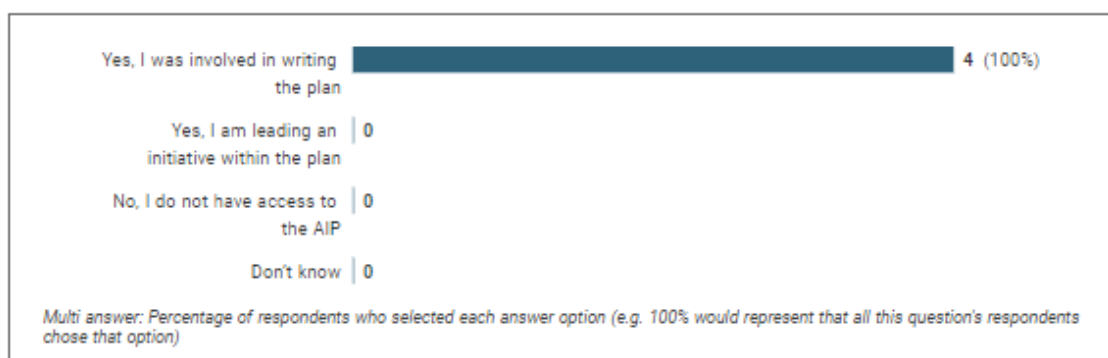 Yes, I was involved in writing
the plan
4 (100%)
Yes, I am leading an
initiative within the plan
0
No, I do not have access to
the AIP
0
Don't know
0
Multi answer: Percentage of respondents who selected each answer option (e.g. 100% would represent that all this question's respondents
chose that option)